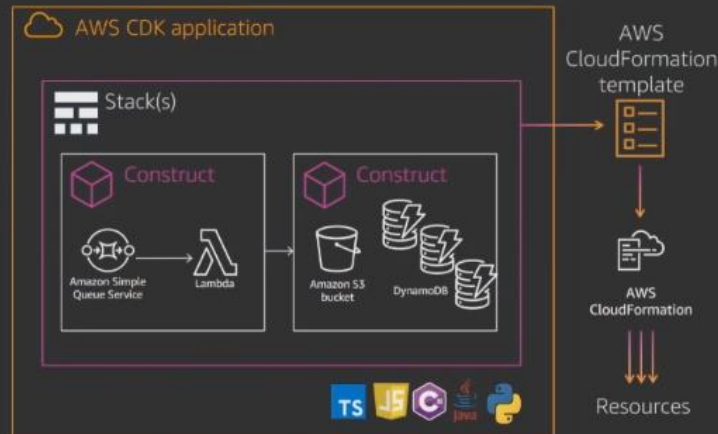 AWS CDK application
Stack(s)
Construct
Amazon Simple
Queue Service
Lambda
Construct
Amazon S3
bucket
DynamoDB
TS
JS
C#
Java
AWS
CloudFormation
template
AWS
CloudFormation
Resources